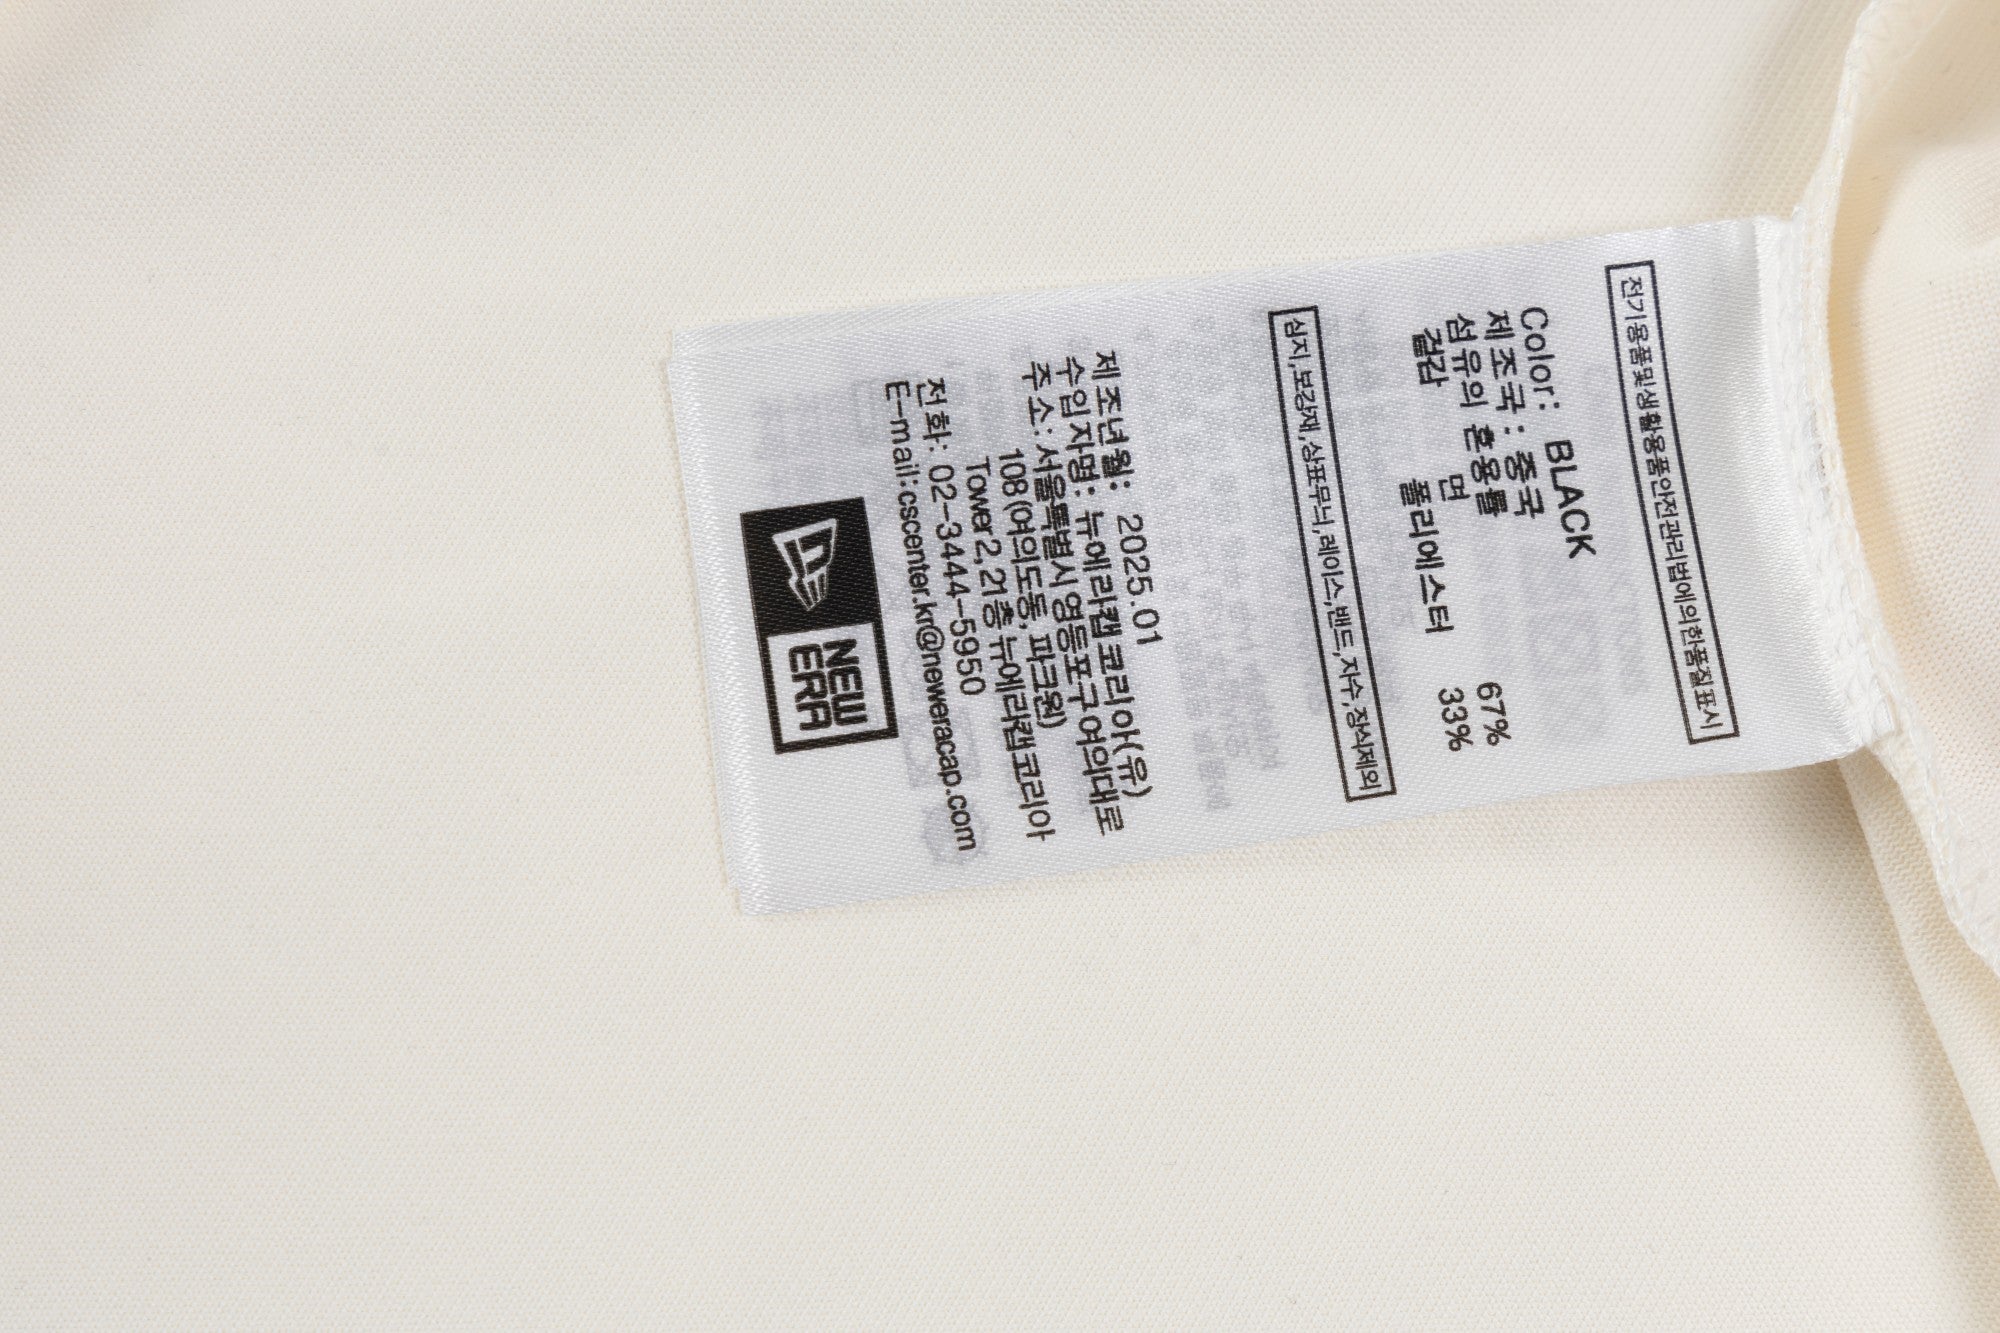 전기용품및생활용품안전관리법에의한품질표시
Color: BLACK
제조국: 중국
섬유의 혼용률
겉감 면 67%
폴리에스터 33%
심지,보강재,상표무늬,레이스,밴드,자수,장식제외
제조년월: 2025.01
수입자명: 뉴에라캡코리아(유)
주소: 서울특별시 영등포구 여의대로
108(여의도동, 파크원)
Tower2, 21층 뉴에라캡코리아
전화: 02-3444-5950
E-mail:cscenter.kr@neweracap.com
NEW
ERA